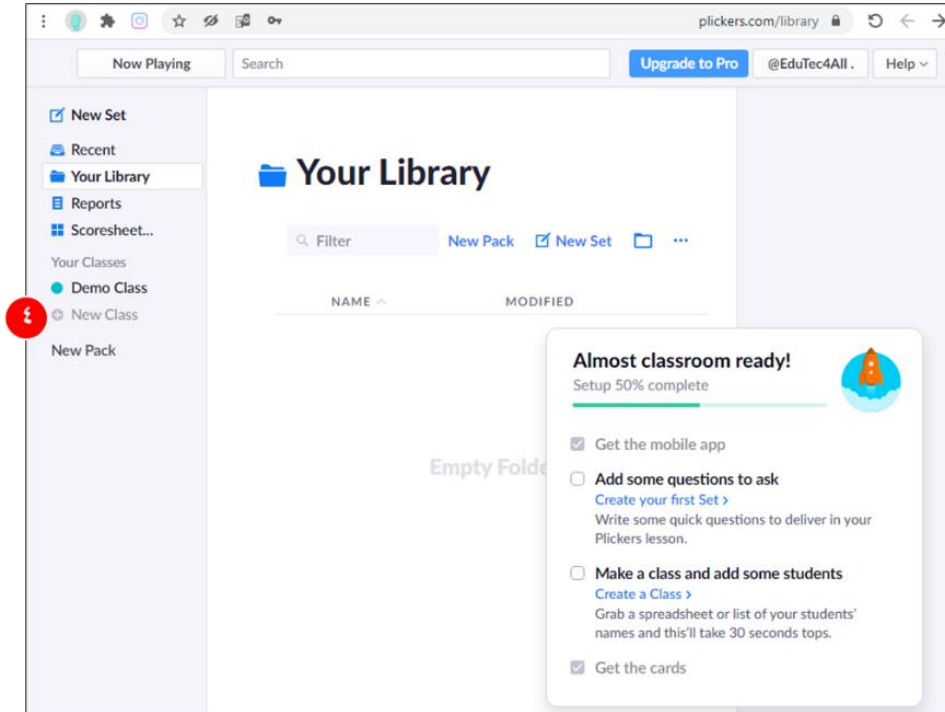 plickers.com/library
Now Playing
Search
Upgrade to Pro
@EduTec4All .
Help
New Set
Recent
Your Library
Reports
Scoresheet...
Your Classes
Demo Class
٤
New Class
New Pack
Your Library
Filter
New Pack
New Set
...
NAME
MODIFIED
Empty Folde
Almost classroom ready!
Setup 50% complete
Get the mobile app
Add some questions to ask
Create your first Set >
Write some quick questions to deliver in your
Plickers lesson.
Make a class and add some students
Create a Class >
Grab a spreadsheet or list of your students'
names and this'll take 30 seconds tops.
Get the cards